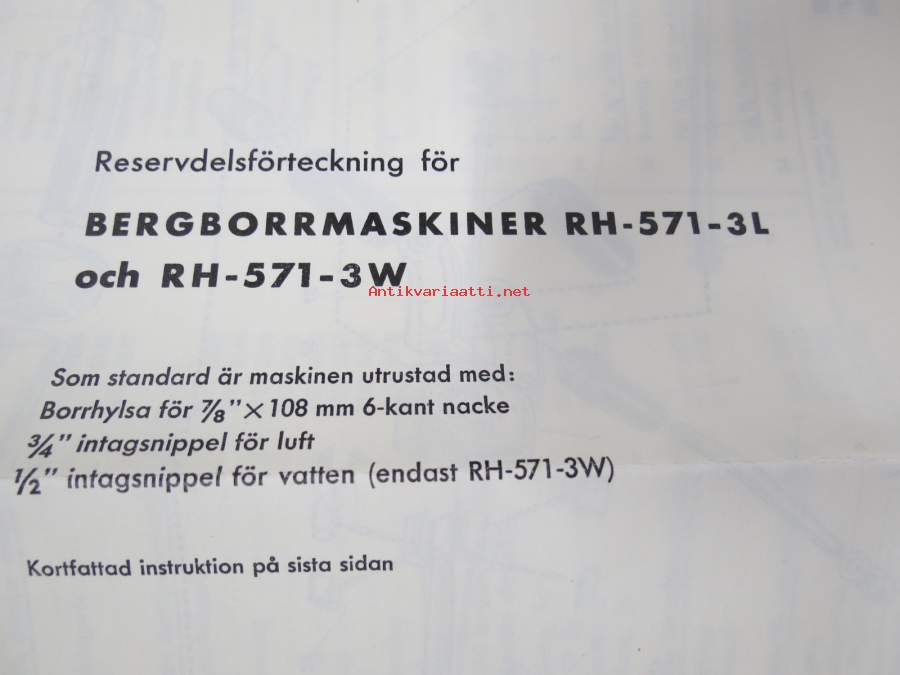 Reservdelsförteckning för
BERGBORRMASKINER RH-571-3L
och RH-571-3W
Antikvariaatti.net
Som standard är maskinen utrustad med:
Borrhylsa för 7/8" × 108 mm 6-kant nacke
3/4" intagsnippel för luft
1/2" intagsnippel för vatten (endast RH-571-3W)
Kortfattad instruktion på sista sidan